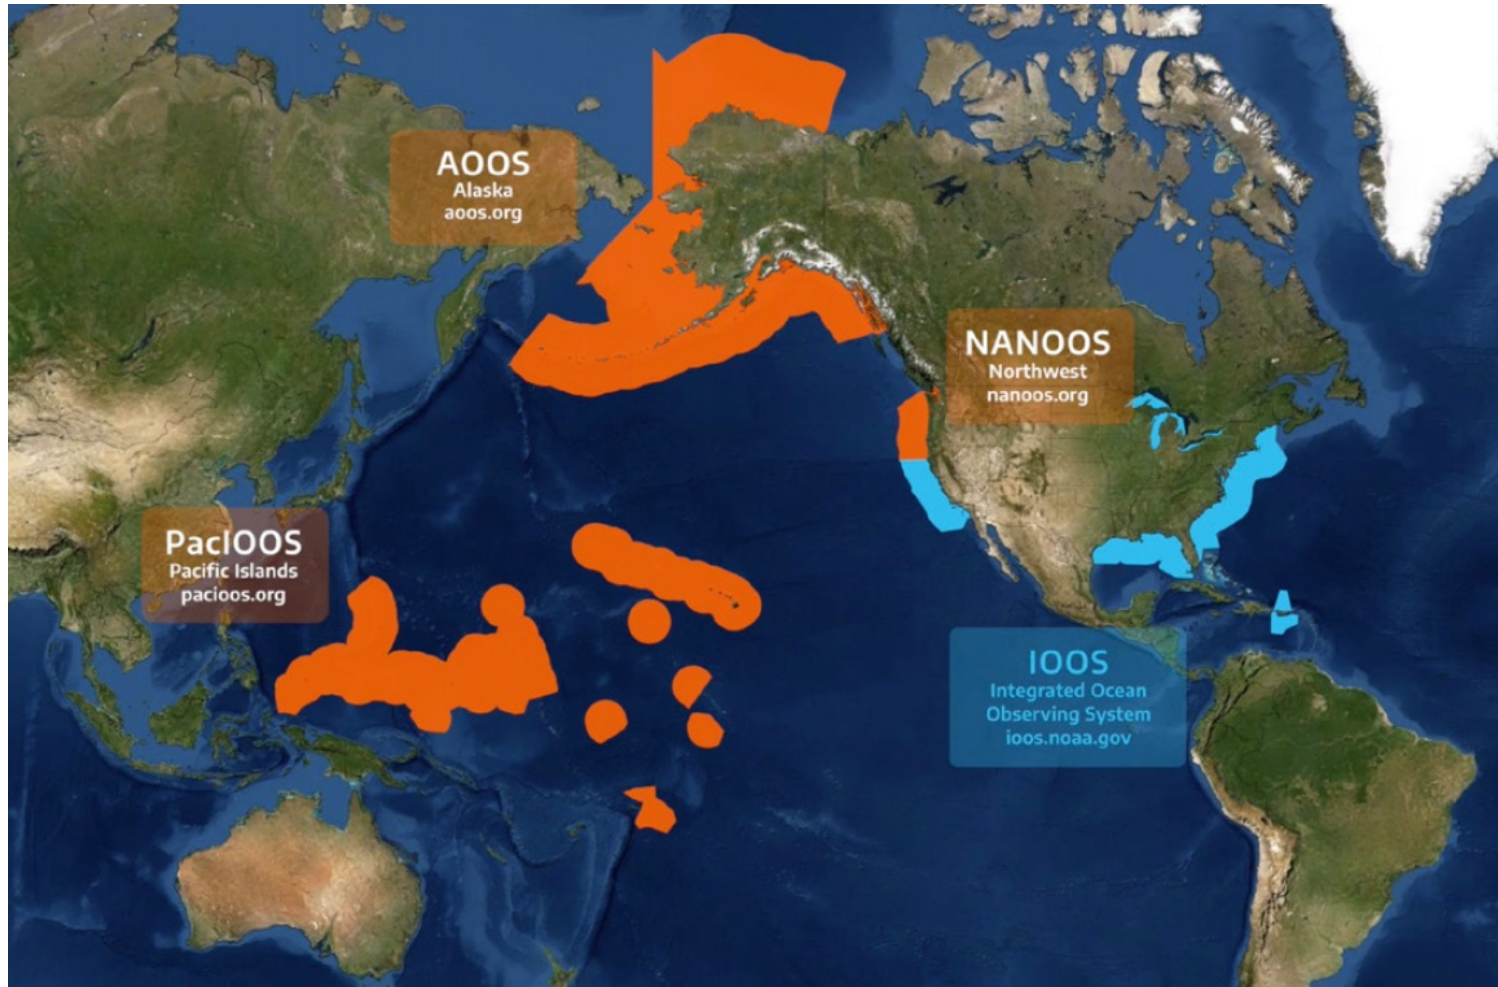 AOOS
Alaska
aoos.org
NANOOS
Northwest
nanoos.org
PacIOOS
Pacific Islands
pacioos.org
IOOS
Integrated Ocean
Observing System
ioos.noaa.gov